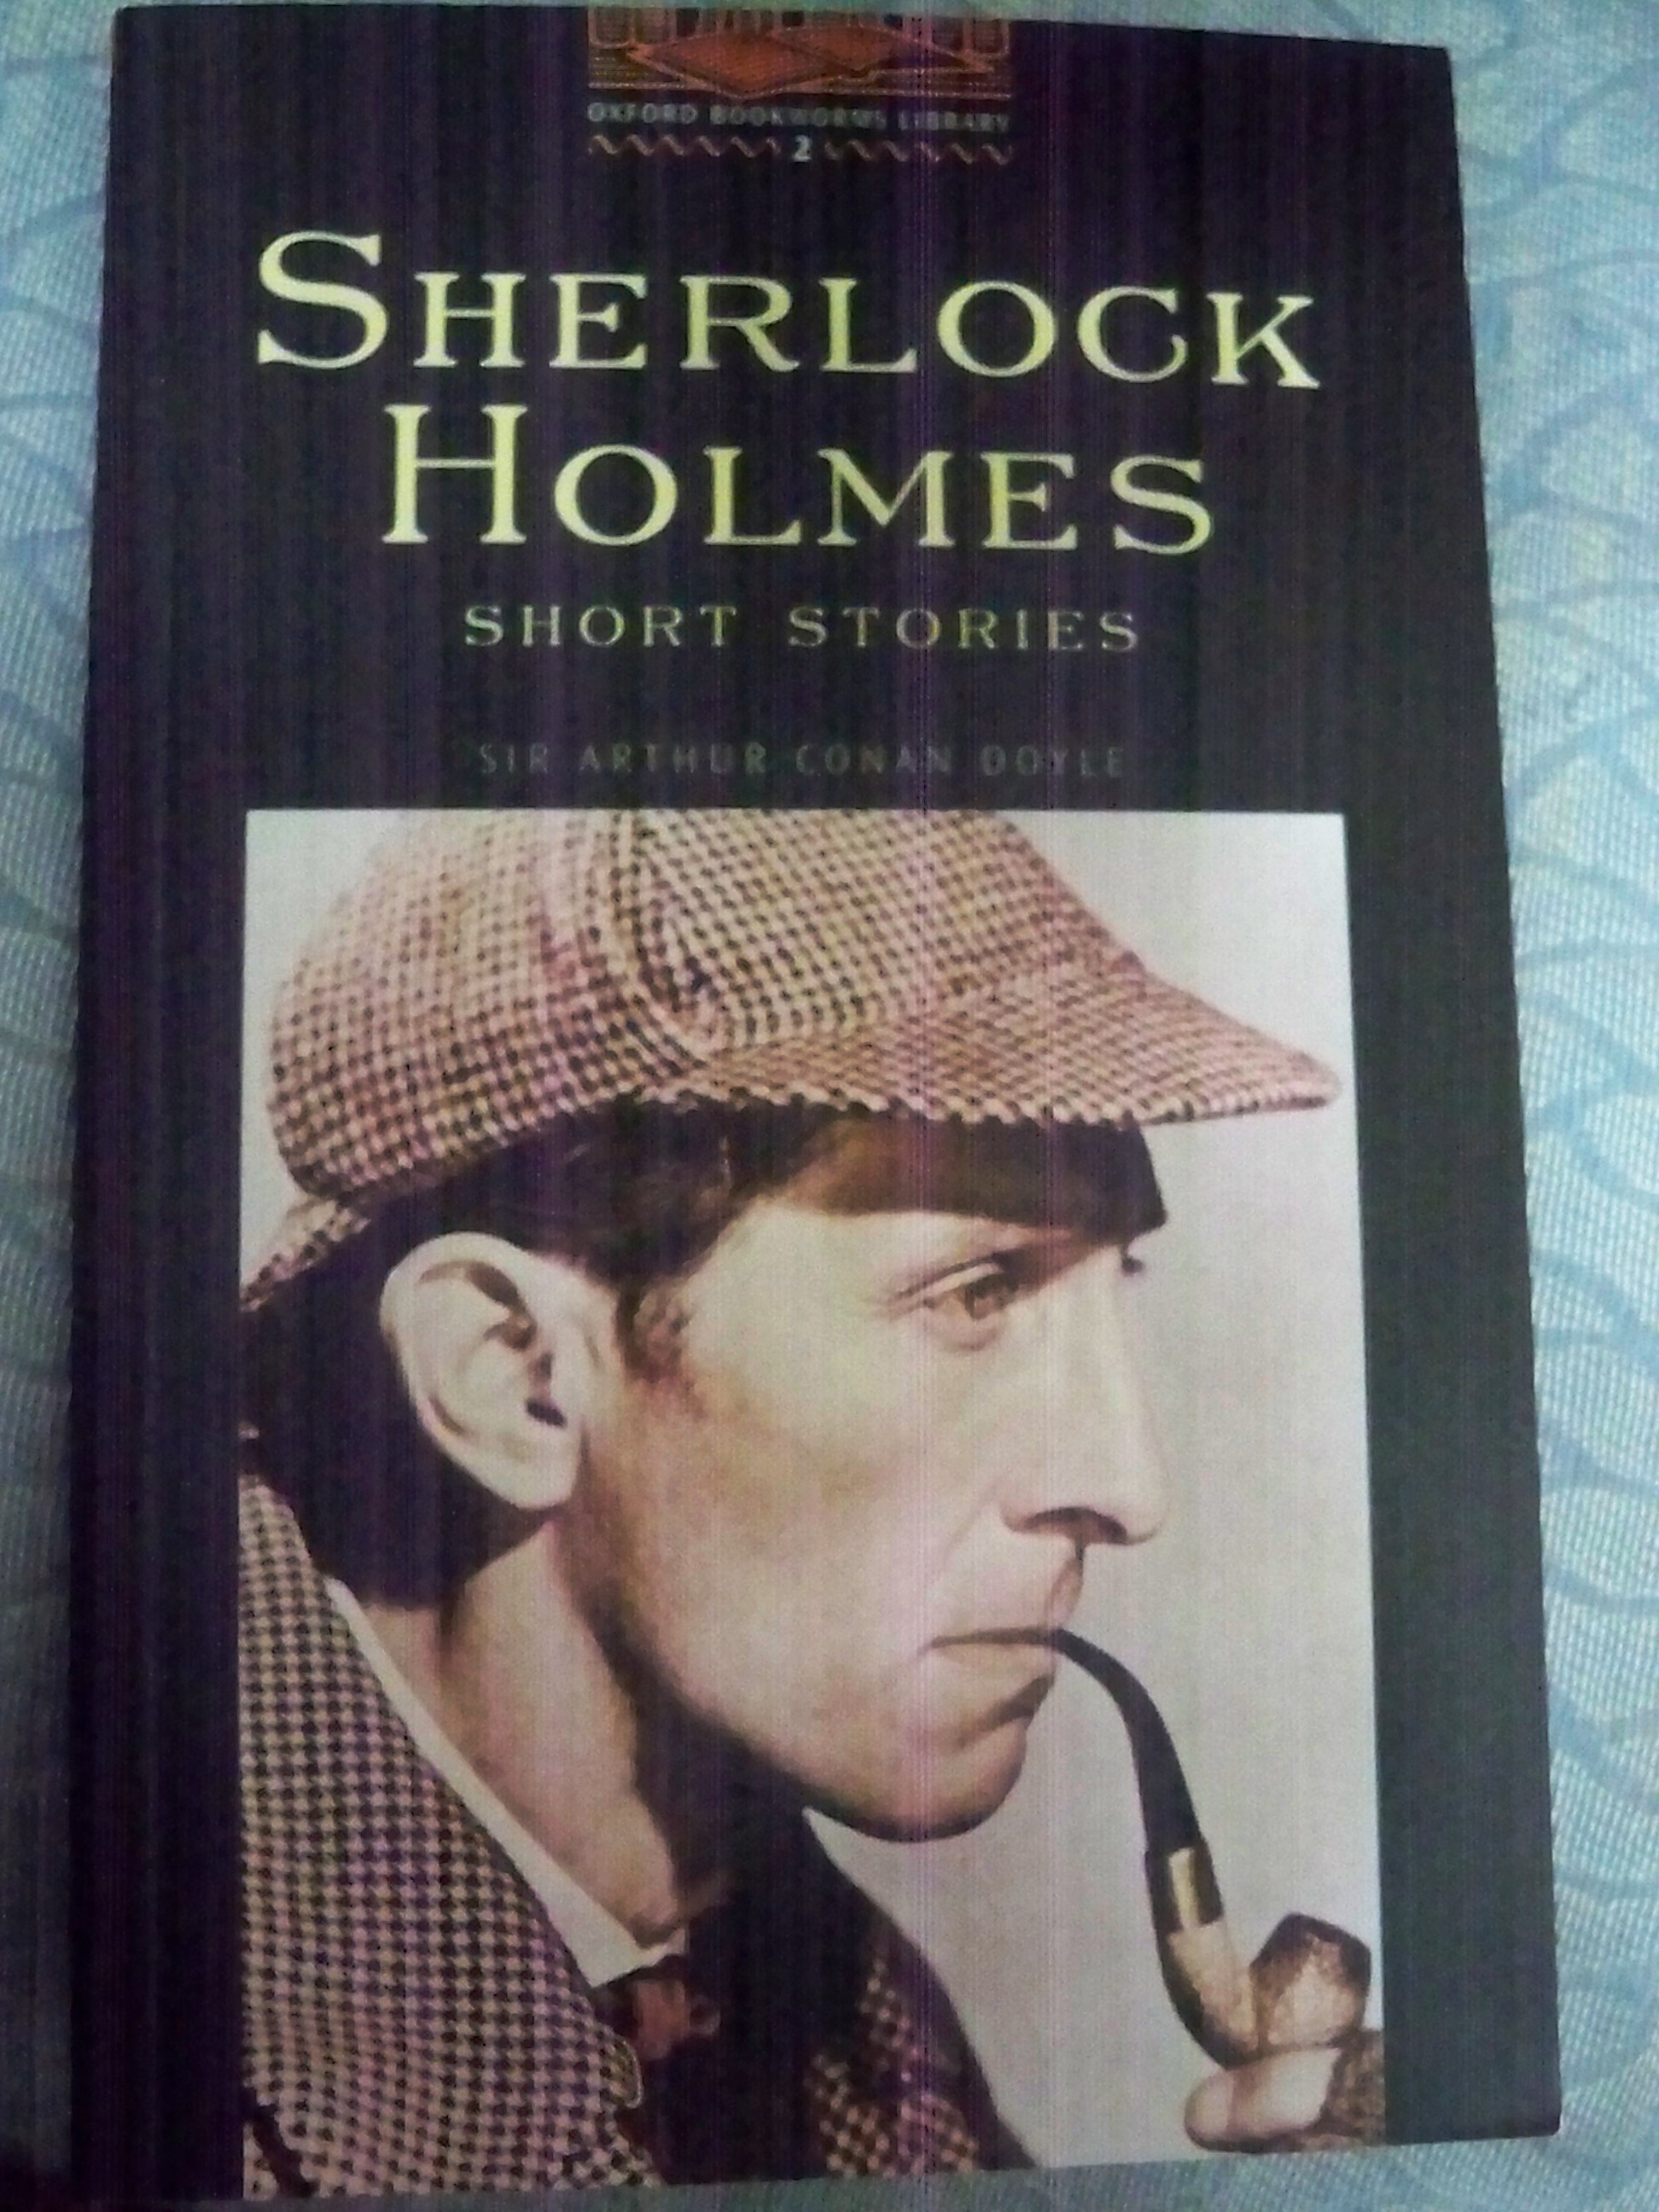 OXFORD BOOKWORMS LIBRARY
2
SHERLOCK
HOLMES
SHORT STORIES
SIR ARTHUR CONAN DOYLE